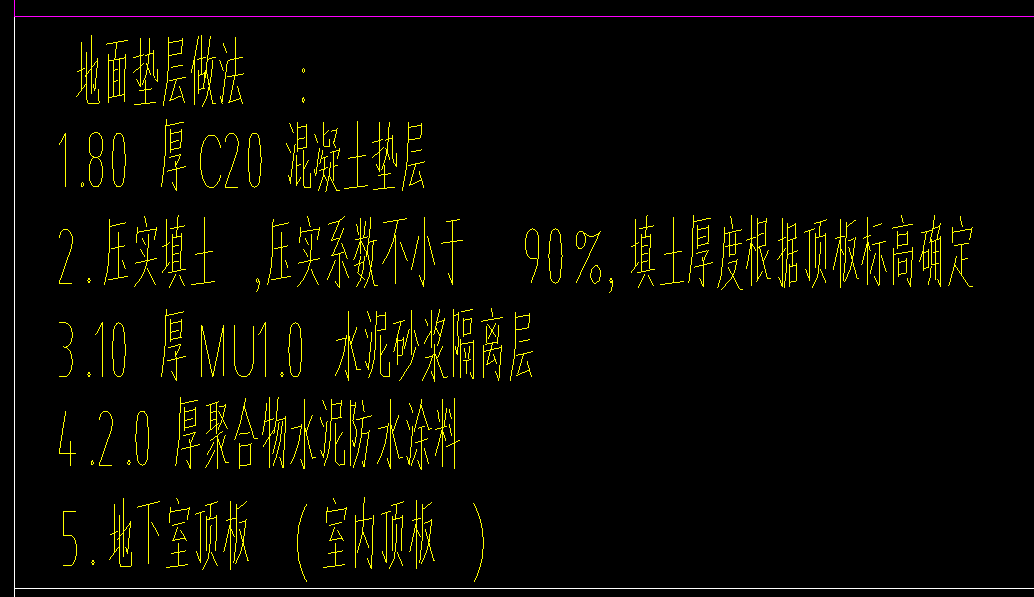 地面垫层做法 :
1.80 厚C20 混凝土垫层
2.压实填土 ,压实系数不小于 90%,填土厚度根据顶板标高确定
3.10 厚MU1.0 水泥砂浆隔离层
4.2.0 厚聚合物水泥防水涂料
5.地下室顶板 (室内顶板 )